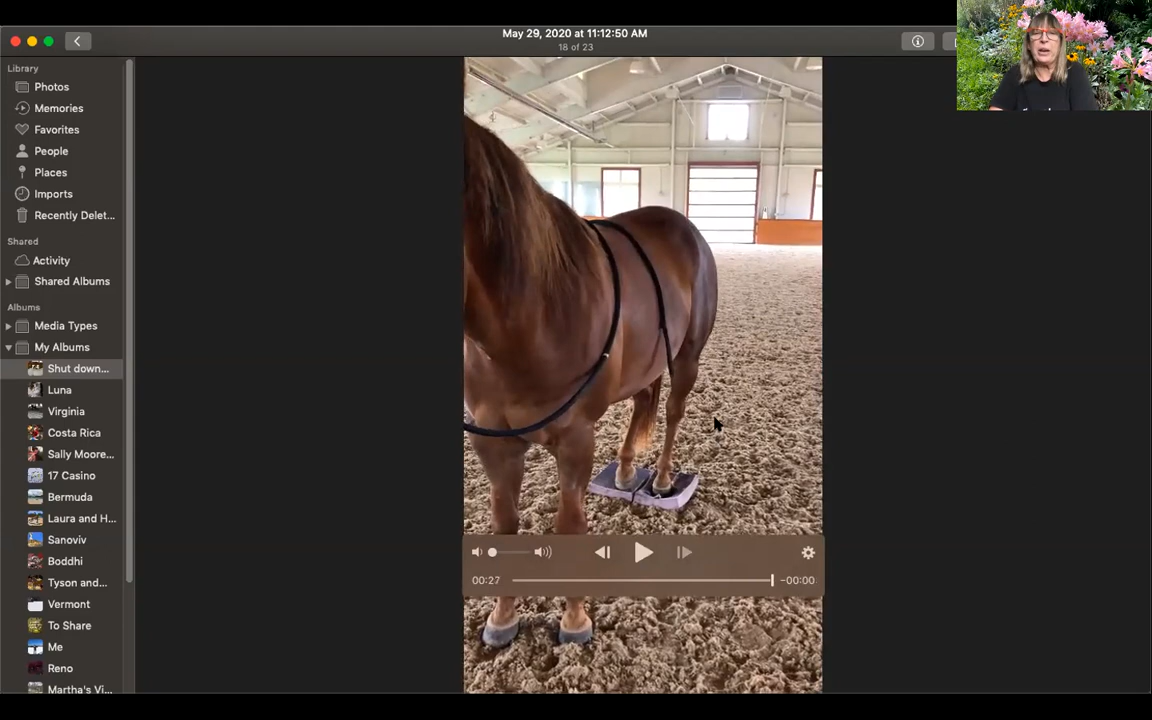 May 29, 2020 at 11:12:50 AM
18 of 23
Library
Photos
Memories
Favorites
People
Places
Imports
Recently Delet...
Shared
Activity
Shared Albums
Albums
Media Types
My Albums
Shut down...
Luna
Virginia
Costa Rica
Sally Moore...
17 Casino
Bermuda
Laura and H...
Sanoviv
Boddhi
Tyson and...
Vermont
To Share
Me
Reno
Martha's Vi...
00:27
-00:00